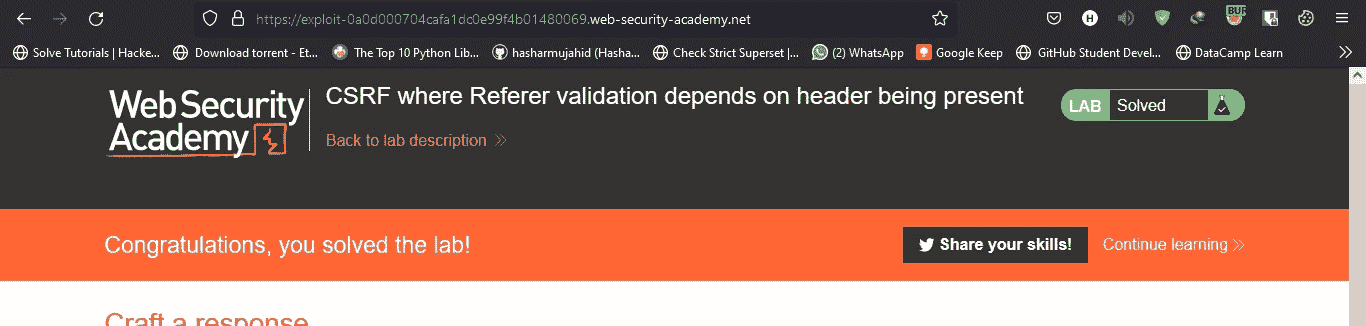 https://exploit-0a0d000704cafa1dc0e99f4b01480069.web-security-academy.net
Solve Tutorials | Hacke... Download torrent - Et... The Top 10 Python Lib... hasharmujahid (Hasha... Check Strict Superset |... (2) WhatsApp Google Keep GitHub Student Devel... DataCamp Learn
Web Security Academy
CSRF where Referer validation depends on header being present
Back to lab description
LAB Solved
Congratulations, you solved the lab!
Share your skills! Continue learning
Craft a response